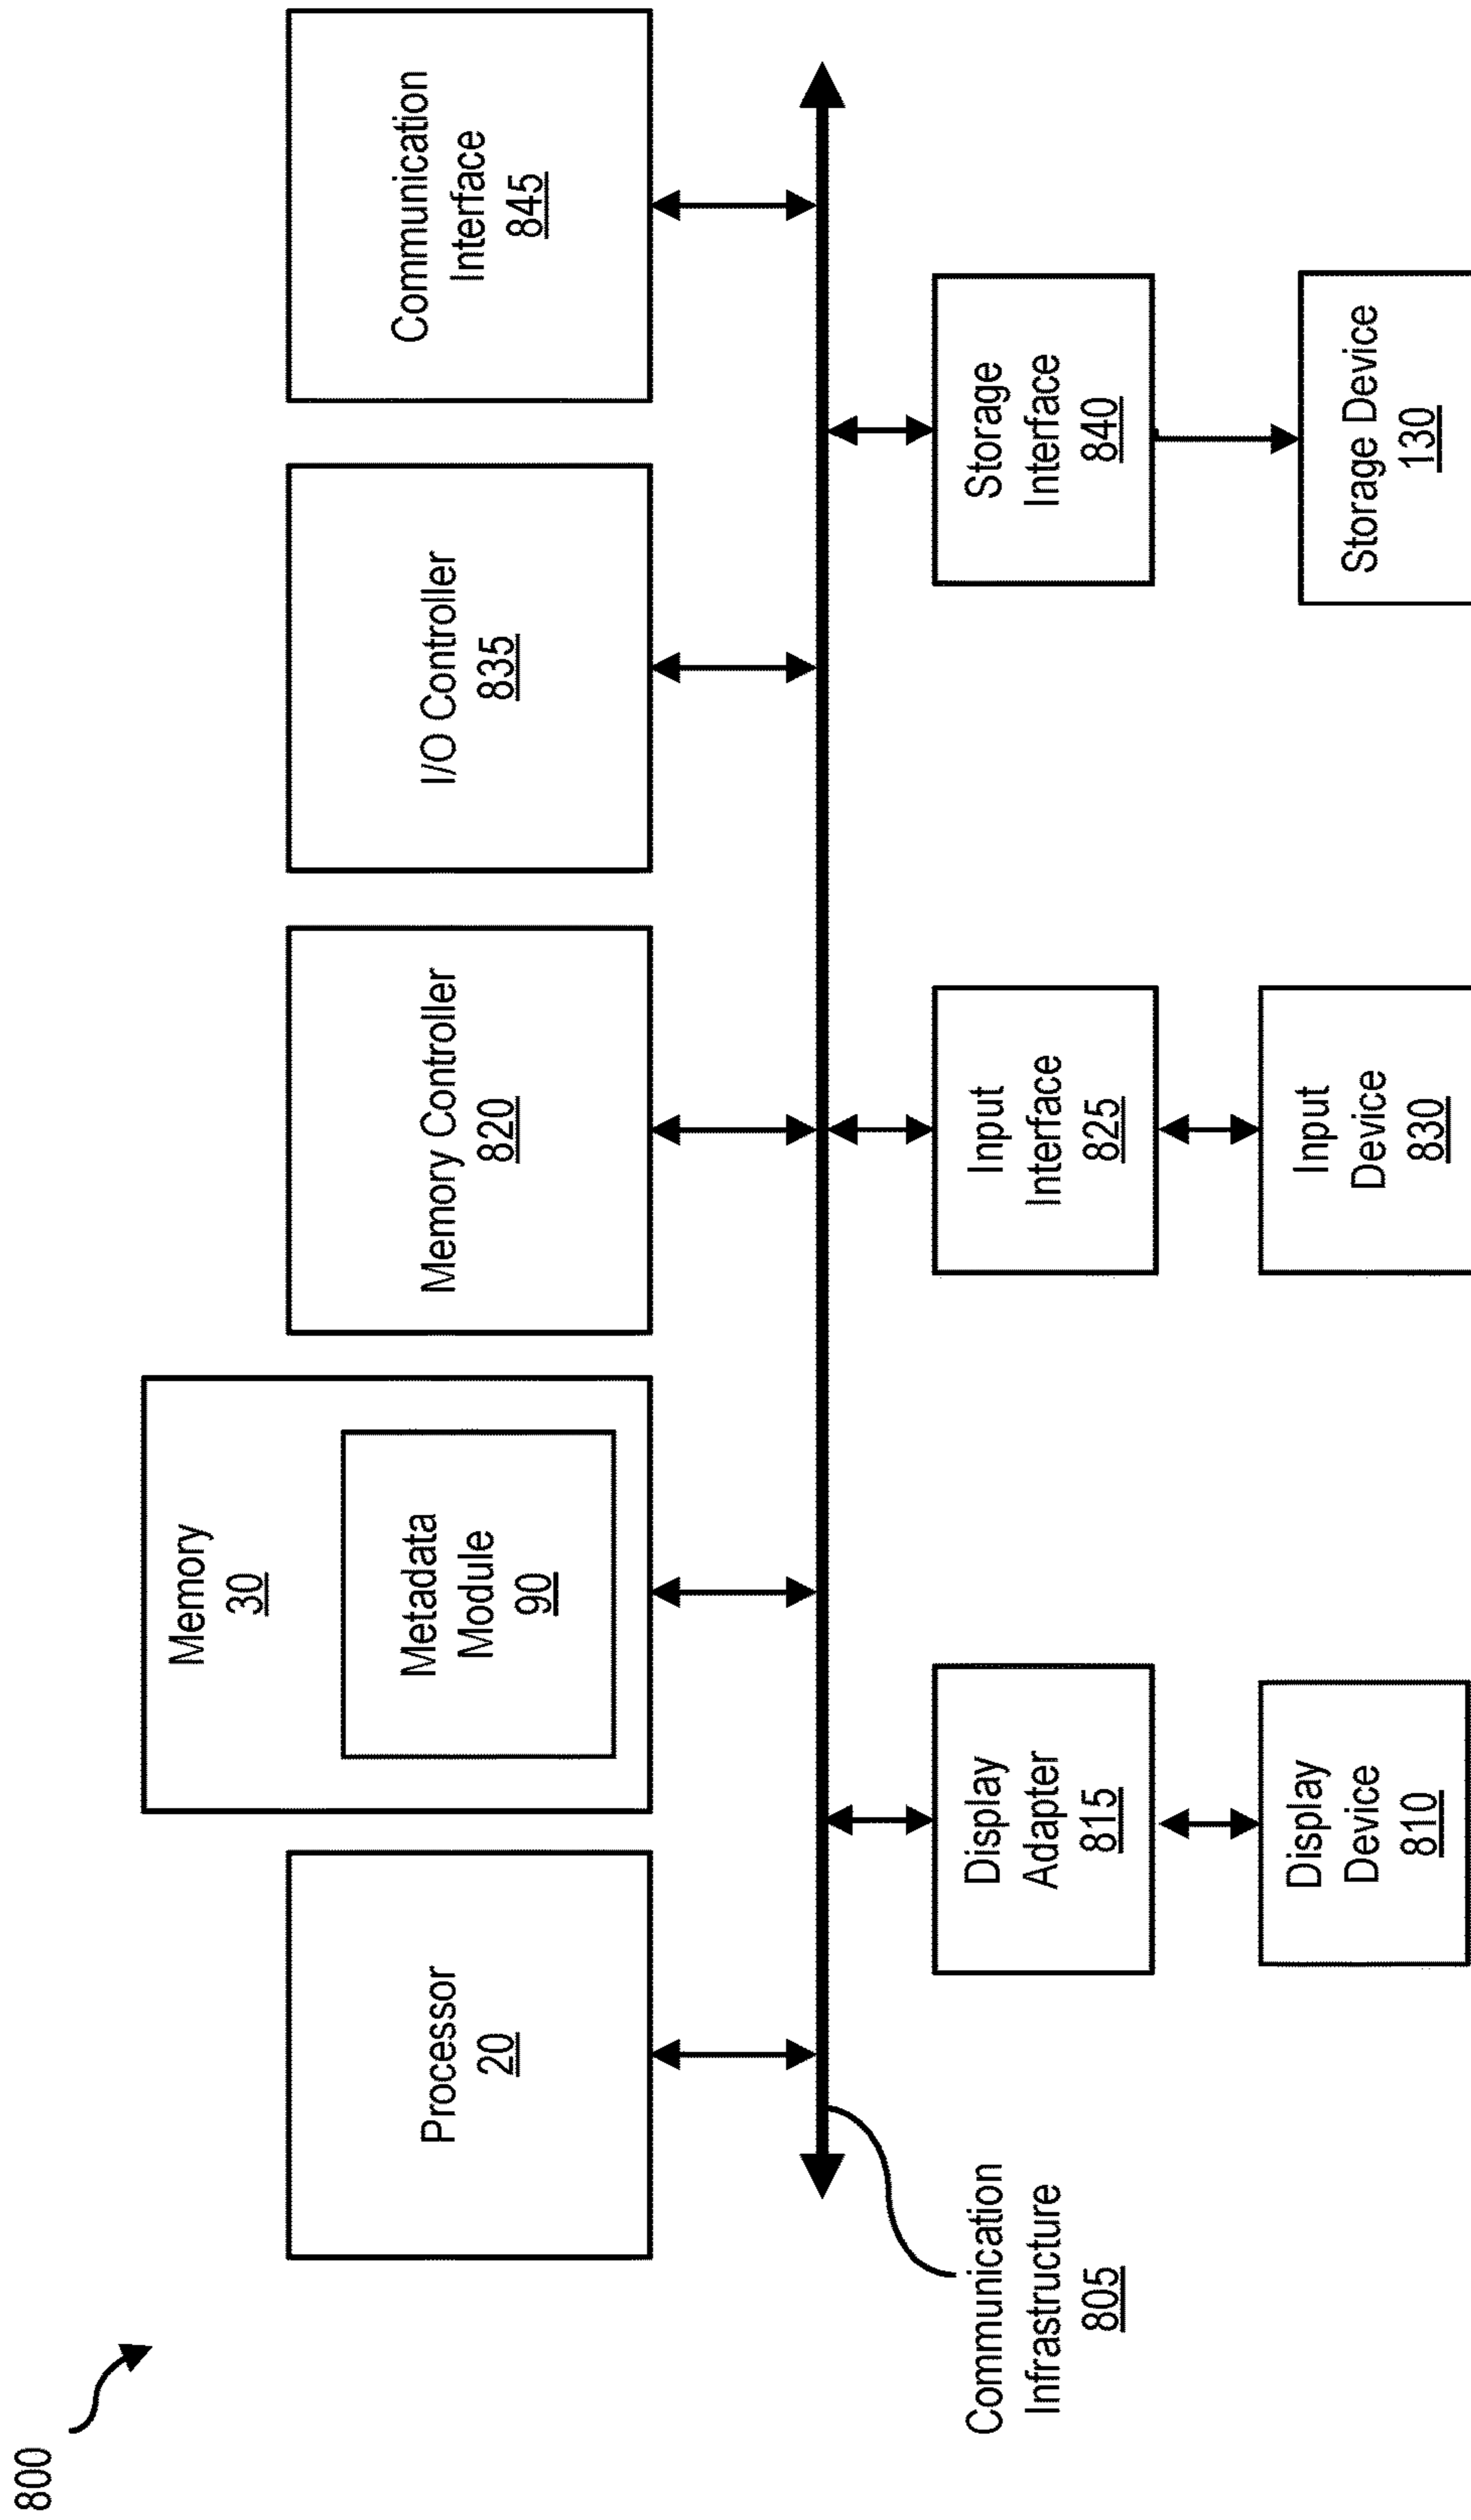 800
Processor
20
Memory
30
Metadata
Module
90
Memory Controller
820
I/O Controller
835
Communication
Interface
845
Communication
Infrastructure
805
Display
Adapter
815
Input
Interface
825
Storage
Interface
840
Display
Device
810
Input
Device
830
Storage Device
130